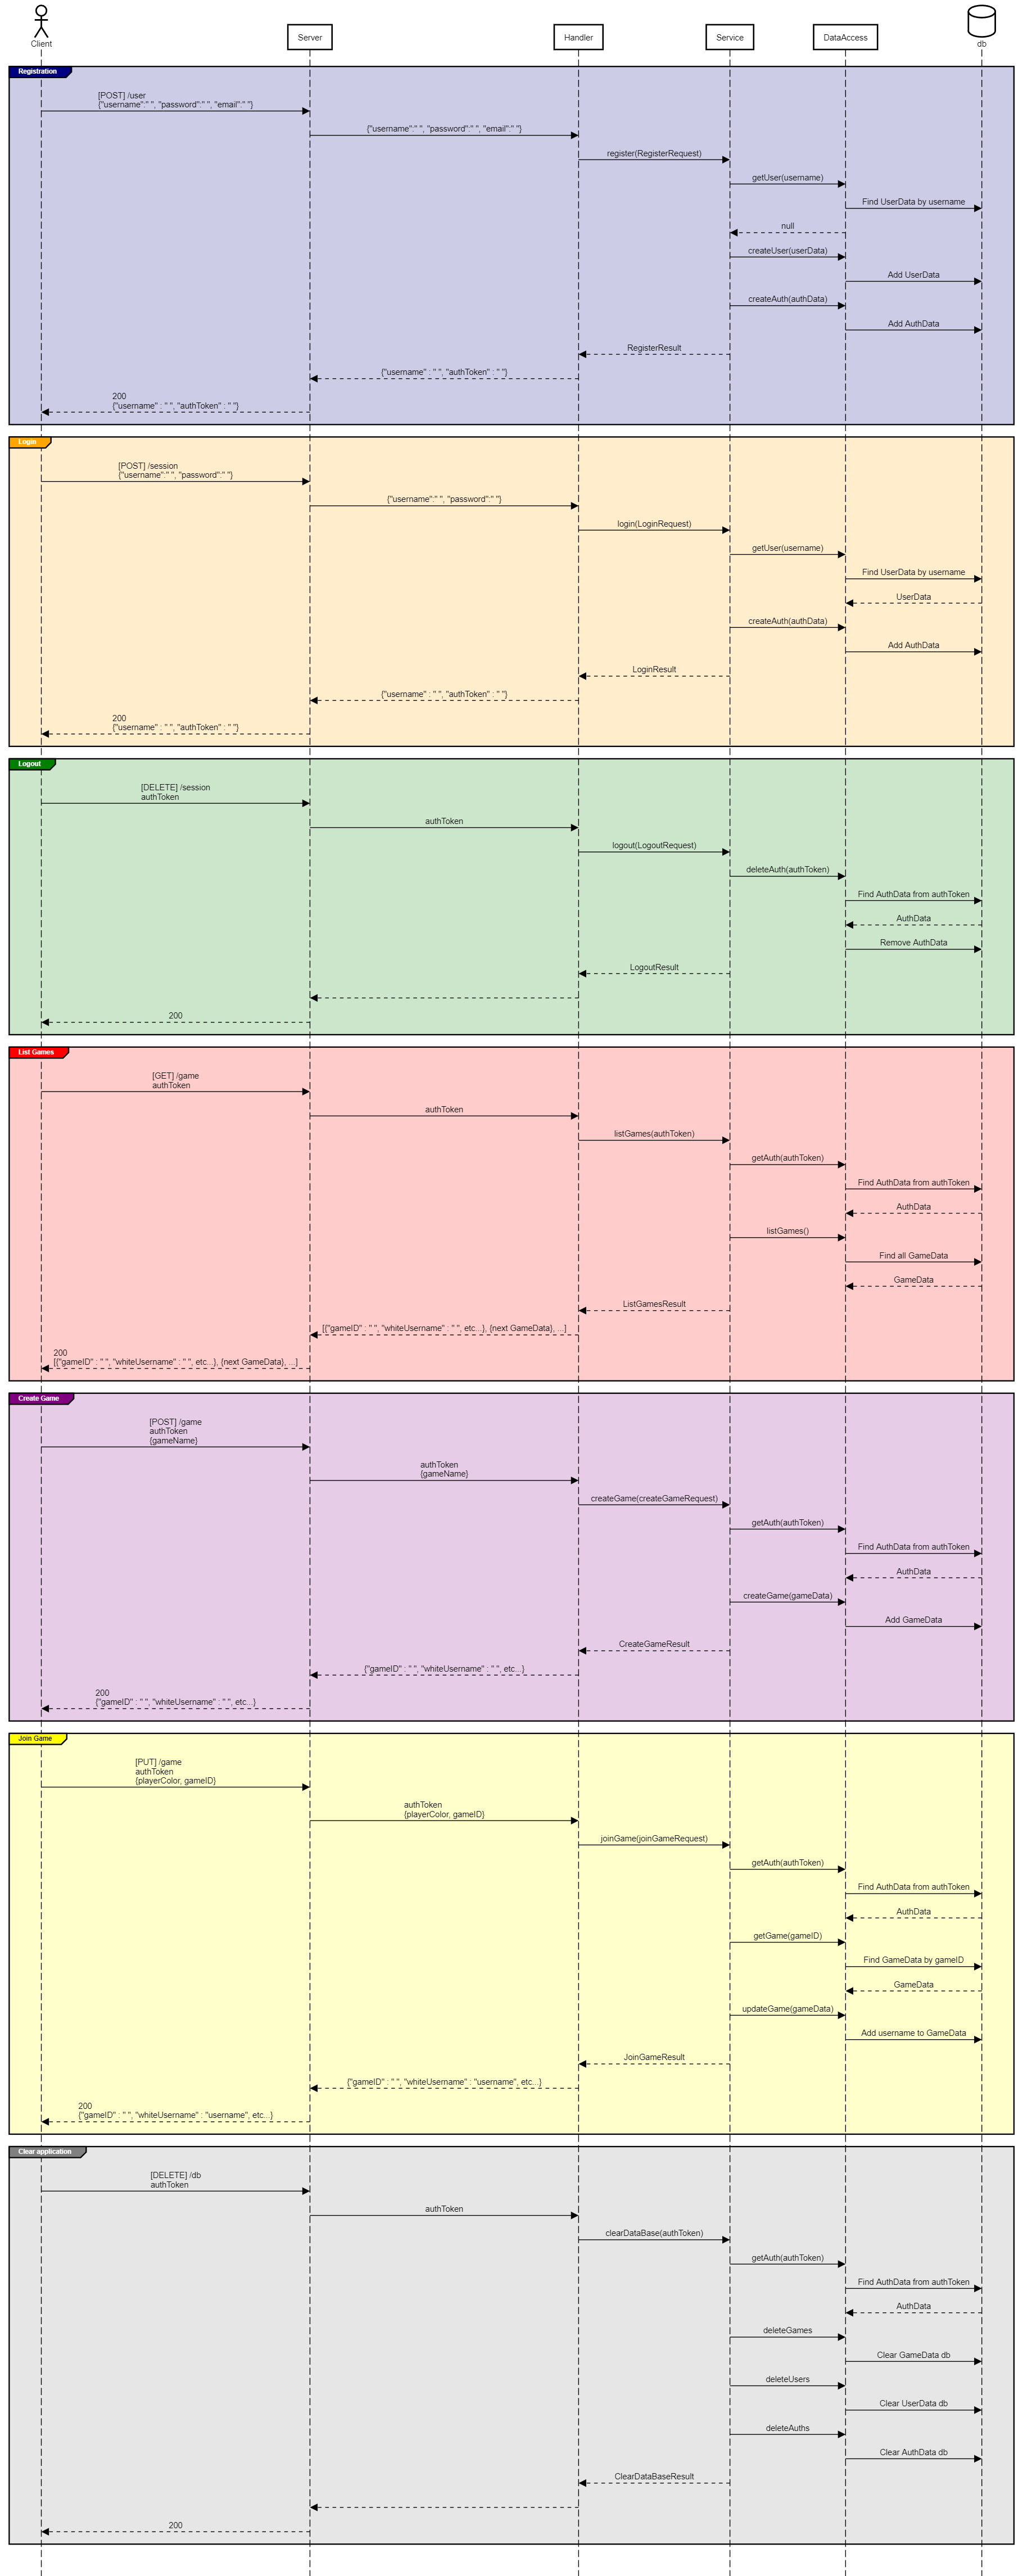 Client
Server
Handler
Service
DataAccess
db
Registration
[POST] /user
{"username":" ", "password":" ", "email":" "}
{"username":" ", "password":" ", "email":" "}
register(RegisterRequest)
getUser(username)
Find UserData by username
null
createUser(userData)
Add UserData
createAuth(authData)
Add AuthData
RegisterResult
{"username" : " ", "authToken" : " "}
200
{"username" : " ", "authToken" : " "}
Login
[POST] /session
{"username":" ", "password":" "}
{"username":" ", "password":" "}
login(LoginRequest)
getUser(username)
Find UserData by username
UserData
createAuth(authData)
Add AuthData
LoginResult
{"username" : " ", "authToken" : " "}
200
{"username" : " ", "authToken" : " "}
Logout
[DELETE] /session
authToken
authToken
logout(LogoutRequest)
deleteAuth(authToken)
Find AuthData from authToken
AuthData
Remove AuthData
LogoutResult
200
List Games
[GET] /game
authToken
authToken
listGames(authToken)
getAuth(authToken)
Find AuthData from authToken
AuthData
listGames()
Find all GameData
GameData
ListGamesResult
[{"gameID" : " ", "whiteUsername" : " ", etc...}, {next GameData}, ...]
200
[{"gameID" : " ", "whiteUsername" : " ", etc...}, {next GameData}, ...]
Create Game
[POST] /game
authToken
{gameName}
authToken
{gameName}
createGame(createGameRequest)
getAuth(authToken)
Find AuthData from authToken
AuthData
createGame(gameData)
Add GameData
CreateGameResult
{"gameID" : " ", "whiteUsername" : " ", etc...}
200
{"gameID" : " ", "whiteUsername" : " ", etc...}
Join Game
[PUT] /game
authToken
{playerColor, gameID}
authToken
{playerColor, gameID}
joinGame(joinGameRequest)
getAuth(authToken)
Find AuthData from authToken
AuthData
getGame(gameID)
Find GameData by gameID
GameData
updateGame(gameData)
Add username to GameData
JoinGameResult
{"gameID" : " ", "whiteUsername" : "username", etc...}
200
{"gameID" : " ", "whiteUsername" : "username", etc...}
Clear application
[DELETE] /db
authToken
authToken
clearDataBase(authToken)
getAuth(authToken)
Find AuthData from authToken
AuthData
deleteGames
Clear GameData db
deleteUsers
Clear UserData db
deleteAuths
Clear AuthData db
ClearDataBaseResult
200